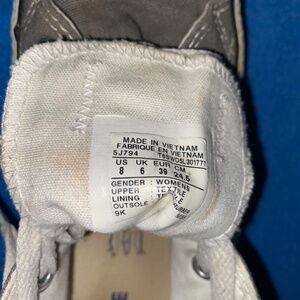 MADE IN VIETNAM
FABRIQUE EN VIETNAM
5J794
US UK EUR CM
8 6 39 24.5
GENDER : WOMENS
UPPER TEXTILE
LINING
OUTSOLE
9K